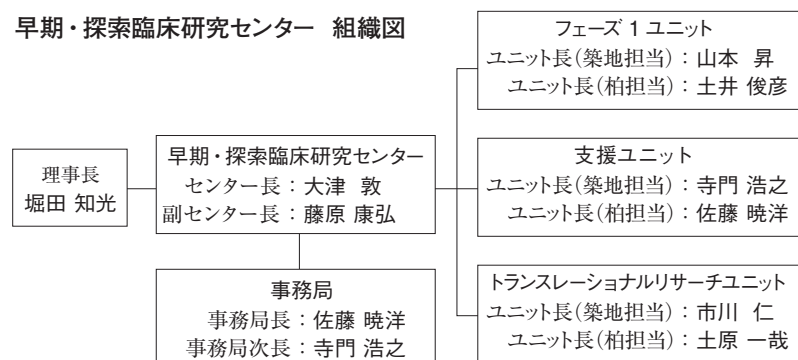 早期・探索臨床研究センター 組織図
理事長
堀田 知光
早期・探索臨床研究センター
センター長：大津 敦
副センター長：藤原 康弘
事務局
事務局長：佐藤 暁洋
事務局次長：寺門 浩之
フェーズ 1 ユニット
ユニット長（築地担当）：山本 昇
ユニット長（柏担当）：土井 俊彦
支援ユニット
ユニット長（築地担当）：寺門 浩之
ユニット長（柏担当）：佐藤 暁洋
トランスレーショナルリサーチユニット
ユニット長（築地担当）：市川 仁
ユニット長（柏担当）：土原 一哉